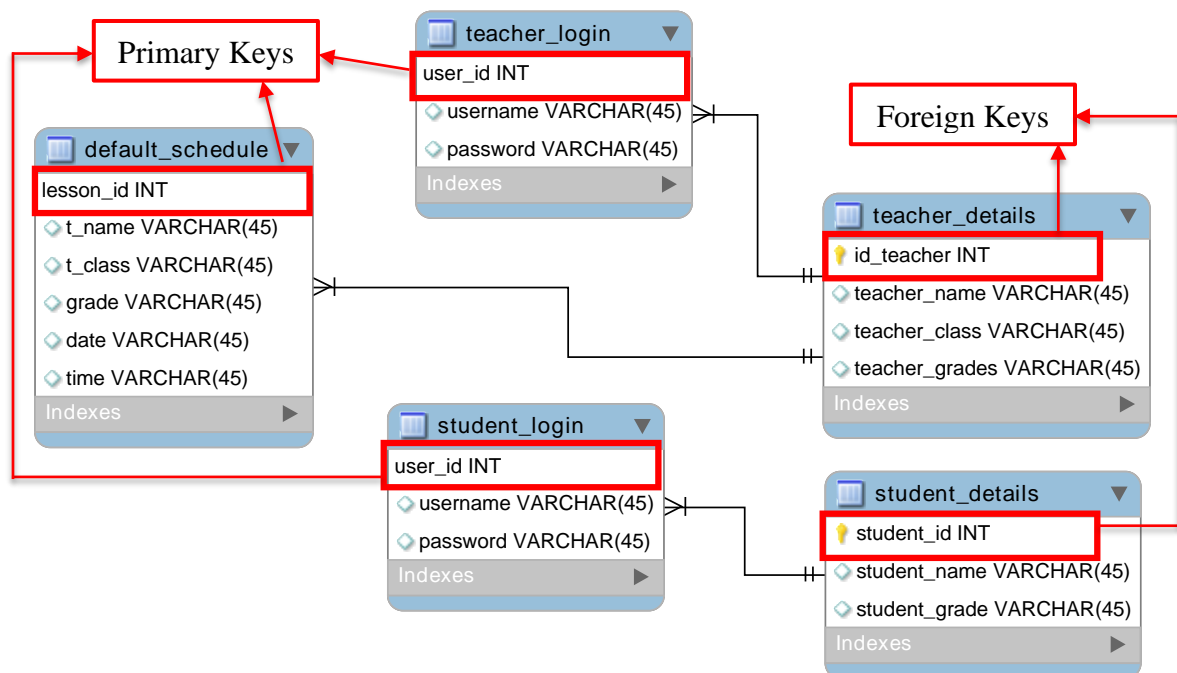 Primary Keys
teacher_login
user_id INT
username VARCHAR(45)
password VARCHAR(45)
Indexes
Foreign Keys
default_schedule
lesson_id INT
t_name VARCHAR(45)
t_class VARCHAR(45)
grade VARCHAR(45)
date VARCHAR(45)
time VARCHAR(45)
Indexes
teacher_details
id_teacher INT
teacher_name VARCHAR(45)
teacher_class VARCHAR(45)
teacher_grades VARCHAR(45)
Indexes
student_login
user_id INT
username VARCHAR(45)
password VARCHAR(45)
Indexes
student_details
student_id INT
student_name VARCHAR(45)
student_grade VARCHAR(45)
Indexes